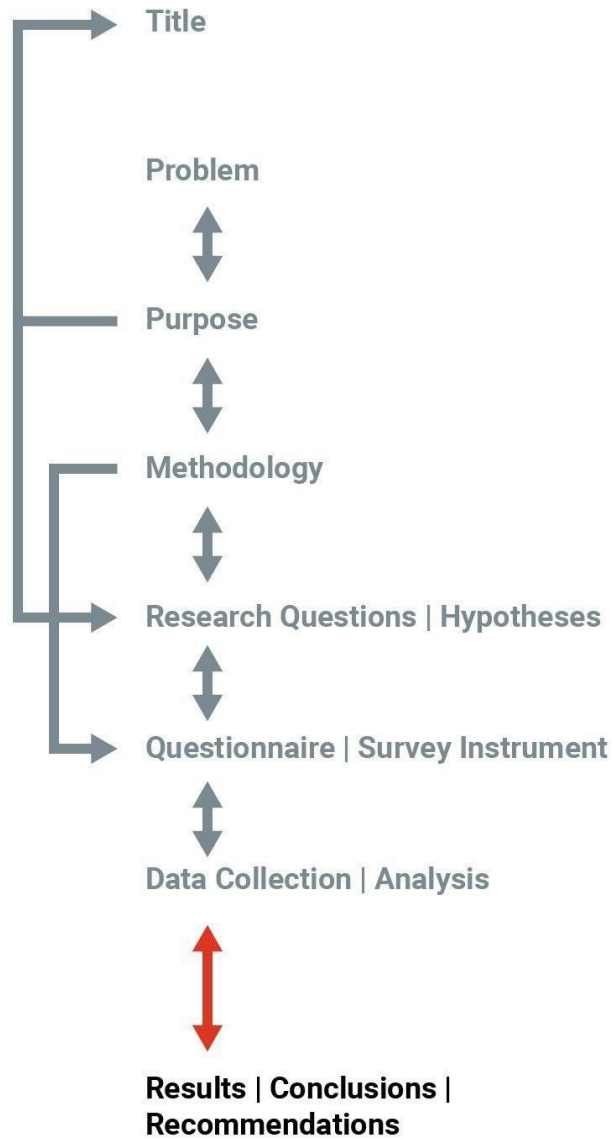 Title
Problem
Purpose
Methodology
Research Questions | Hypotheses
Questionnaire | Survey Instrument
Data Collection | Analysis
Results | Conclusions |
Recommendations